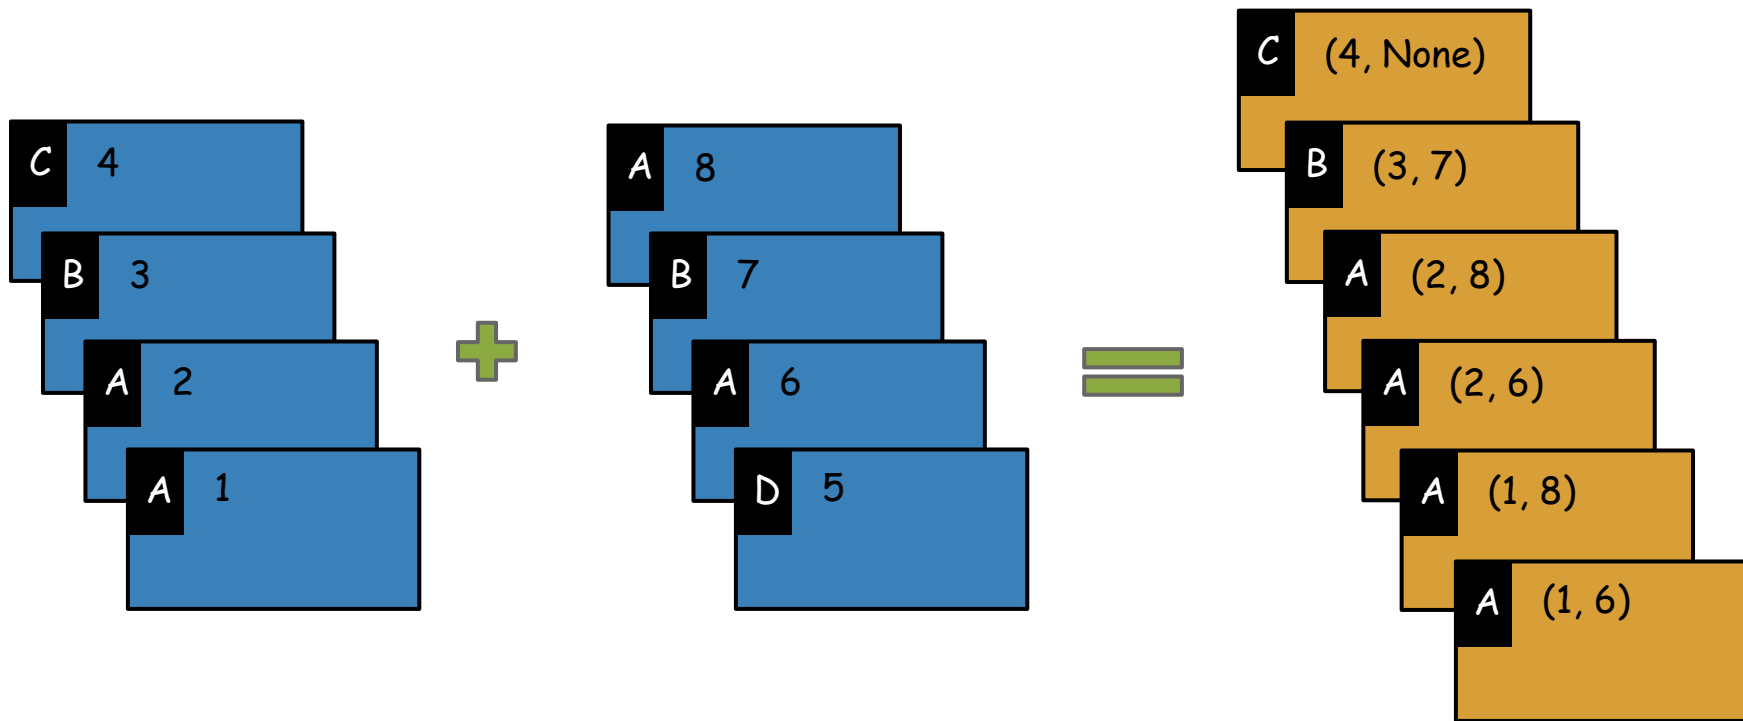 C 4
B 3
A 2
A 1
A 8
B 7
A 6
D 5
C (4, None)
B (3, 7)
A (2, 8)
A (2, 6)
A (1, 8)
A (1, 6)